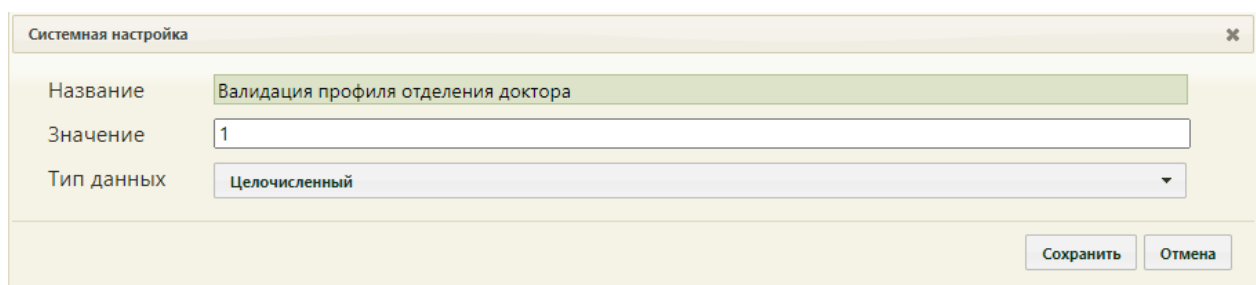 Системная настройка
Название Валидация профиля отделения доктора
Значение 1
Тип данных Целочисленный
Сохранить Отмена